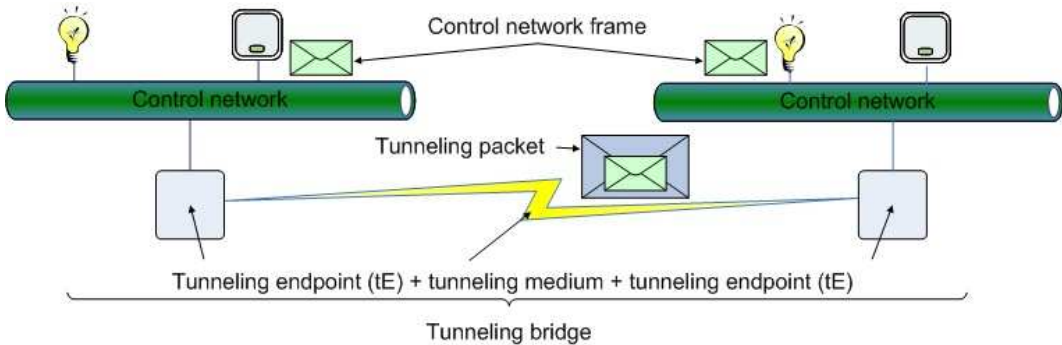 Control network frame
Control network
Control network
Tunneling packet
Tunneling endpoint (tE) + tunneling medium + tunneling endpoint (tE)
Tunneling bridge